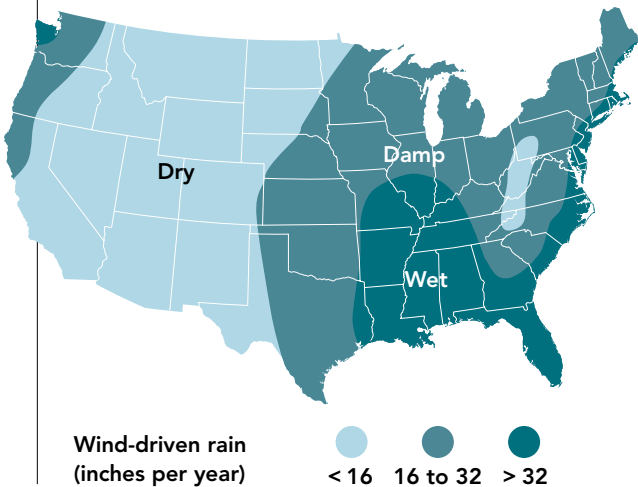 Dry
Damp
Wet
Wind-driven rain
(inches per year)
< 16 16 to 32 > 32